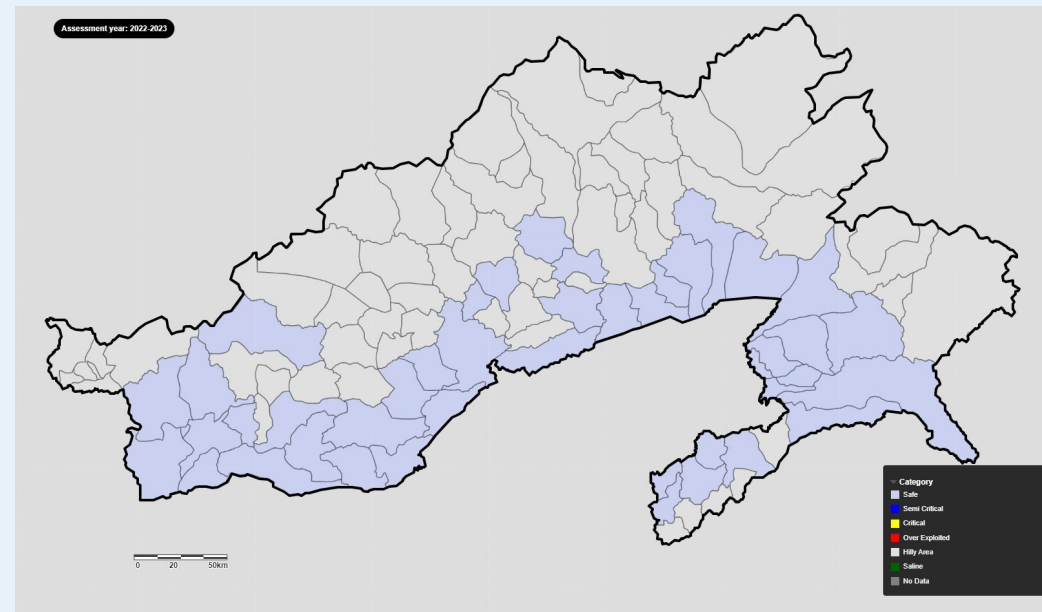 Assessment year: 2022-2023
0 20 50km
Category
Safe
Semi Critical
Critical
Over Exploited
Hilly Area
Saline
No Data